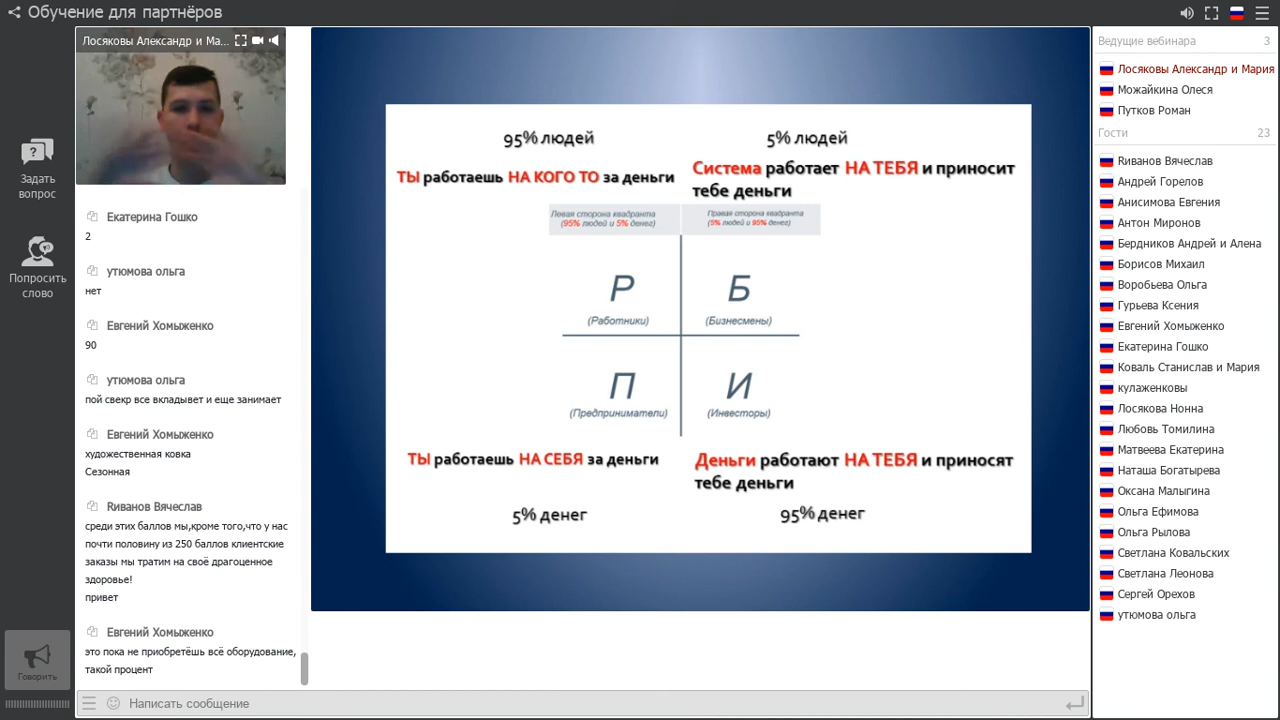 Обучение для партнёров
Лосяковы Александр и Ма...
Задать
вопрос
Попросить
слово
Говорить
Екатерина Гошко
2
утюмова ольга
нет
Евгений Хомыженко
90
утюмова ольга
пой свекр все вкладывет и еще занимает
Евгений Хомыженко
художественная ковка
Сезонная
Rиванов Вячеслав
среди этих баллов мы,кроме того,что у нас
почти половину из 250 баллов клиентские
заказы мы тратим на своё драгоценное
здоровье!
привет
Евгений Хомыженко
это пока не приобретёшь всё оборудование,
такой процент
Написать сообщение
95% людей
5% людей
ТЫ работаешь НА КОГО ТО за деньги
Система работает НА ТЕБЯ и приносит
тебе деньги
Левая сторона квадранта
(95% людей и 5% денег)
Правая сторона квадранта
(5% людей и 95% денег)
Р
(Работники)
Б
(Бизнесмены)
П
(Предприниматели)
И
(Инвесторы)
ТЫ работаешь НА СЕБЯ за деньги
Деньги работают НА ТЕБЯ и приносят
тебе деньги
5% денег
95% денег
Ведущие вебинара 3
Лосяковы Александр и Мария
Можайкина Олеся
Путков Роман
Гости 23
Rиванов Вячеслав
Андрей Горелов
Анисимова Евгения
Антон Миронов
Бердников Андрей и Алена
Борисов Михаил
Воробьева Ольга
Гурьева Ксения
Евгений Хомыженко
Екатерина Гошко
Коваль Станислав и Мария
кулаженковы
Лосякова Нонна
Любовь Томилина
Матвеева Екатерина
Наташа Богатырева
Оксана Малыгина
Ольга Ефимова
Ольга Рылова
Светлана Ковальских
Светлана Леонова
Сергей Орехов
утюмова ольга